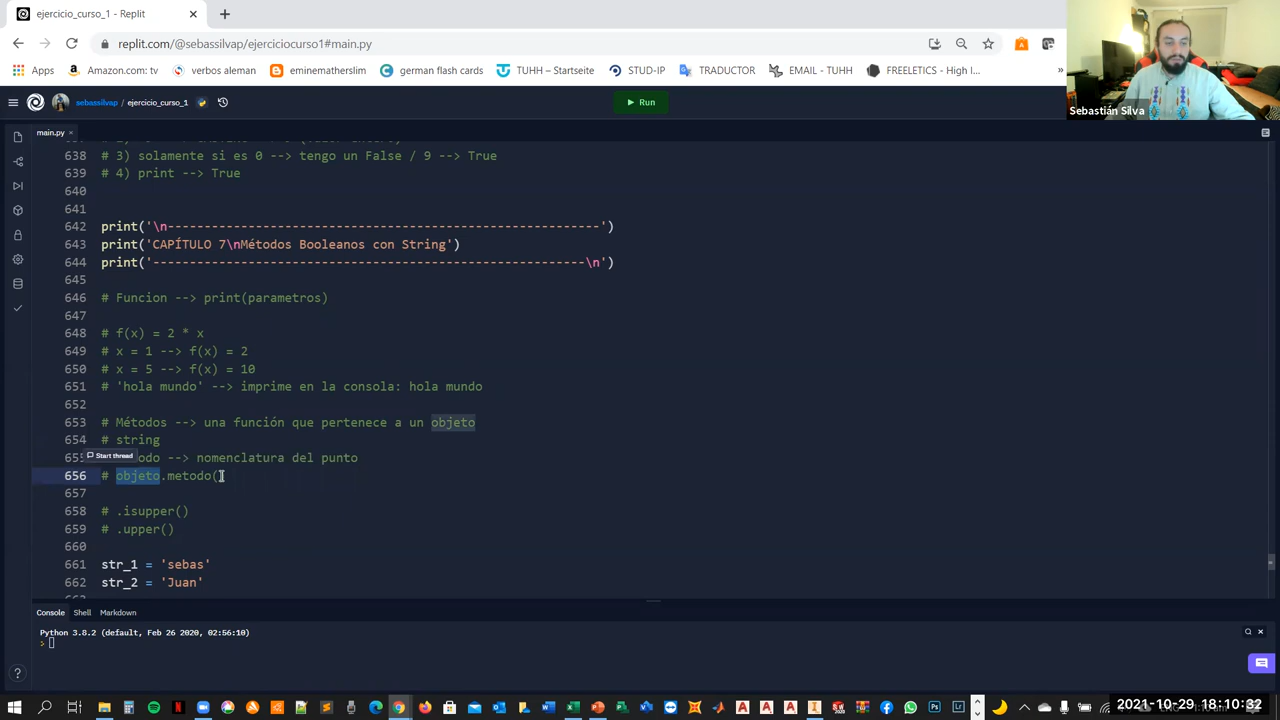 ejercicio_curso_1 - Replit
replit.com/@sebassilvap/ejerciciocurso1#main.py
Apps
Amazon.com: tv
verbos aleman
eminematherslim
german flash cards
TUHH – Startseite
STUD-IP
TRADUCTOR
EMAIL - TUHH
FREELETICS - High I...
»
Sebastián Silva
sebassilvap / ejercicio_curso_1
Run
main.py
638 # 3) solamente si es 0 --> tengo un False / 9 --> True
639 # 4) print --> True
640
641
642 print('\n-----------------------------------------------------------')
643 print('CAPÍTULO 7\nMétodos Booleanos con String')
644 print('-----------------------------------------------------------\n')
645
646 # Funcion --> print(parametros)
647
648 # f(x) = 2 * x
649 # x = 1 --> f(x) = 2
650 # x = 5 --> f(x) = 10
651 # 'hola mundo' --> imprime en la consola: hola mundo
652
653 # Métodos --> una función que pertenece a un objeto
654 # string
Start thread
--> nomenclatura del punto
656 # objeto.metodo()
657
658 # .isupper()
659 # .upper()
660
661 str_1 = 'sebas'
662 str_2 = 'Juan'
Console
Shell
Markdown
Python 3.8.2 (default, Feb 26 2020, 02:56:10)
>
2021-10-29 18:10:32